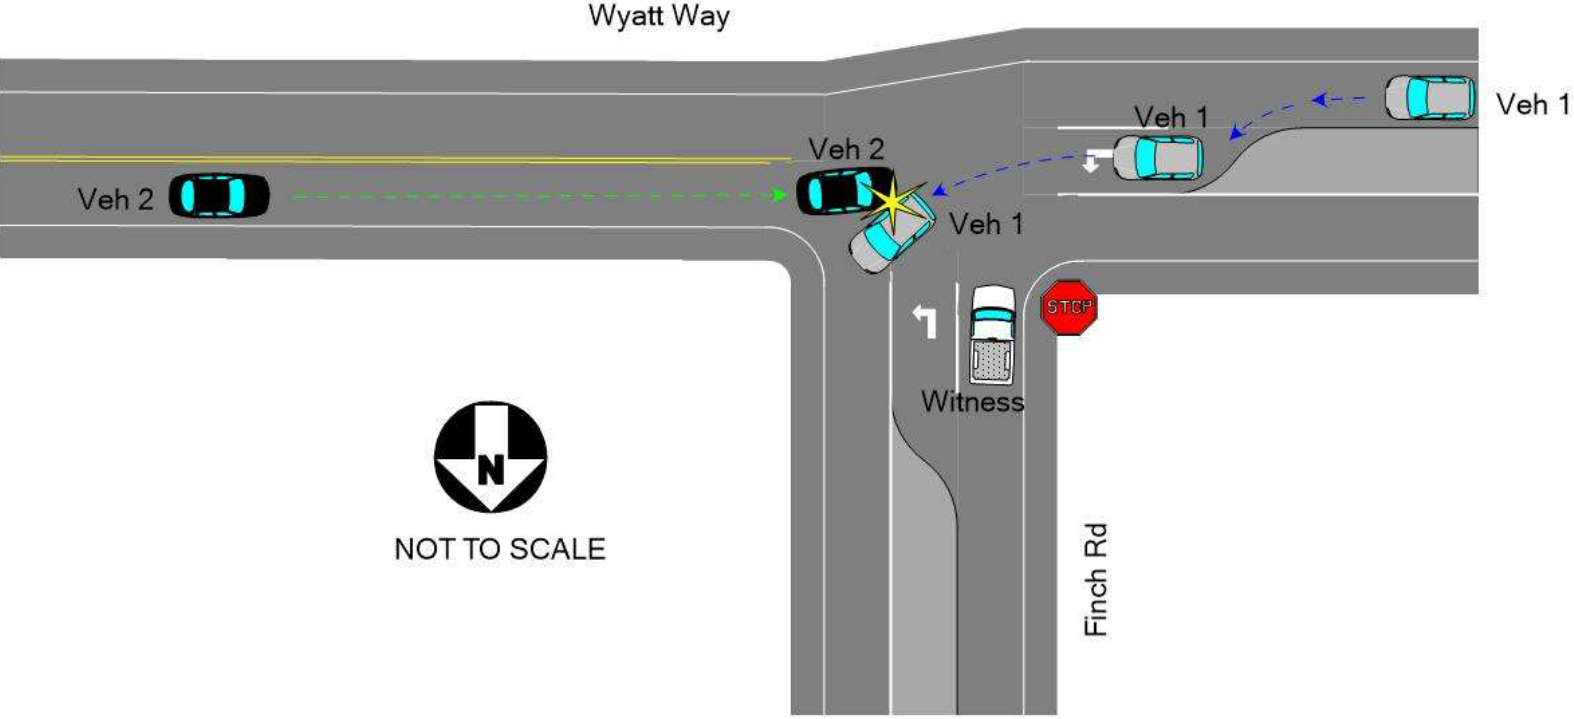 Wyatt Way
Veh 1
Veh 1
Veh 2
Veh 2
Veh 1
STOP
Witness
N
NOT TO SCALE
Finch Rd